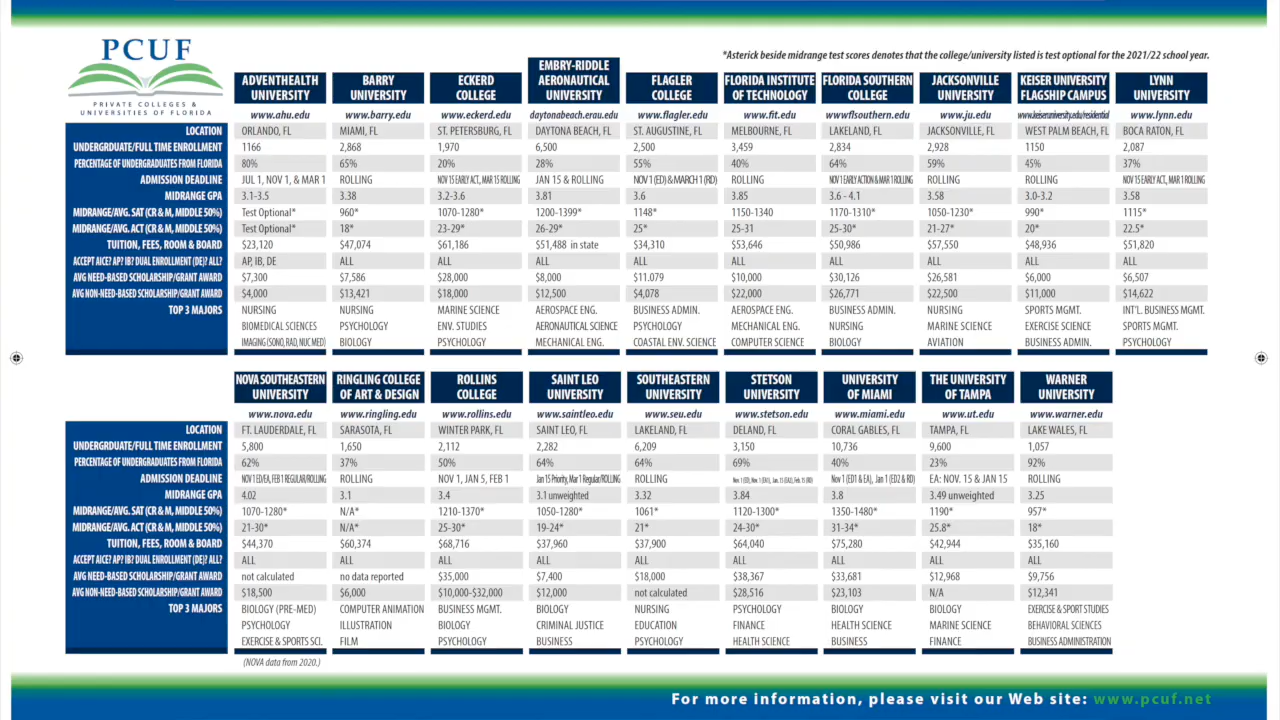 PCUF
PRIVATE COLLEGES &
UNIVERSITIES OF FLORIDA
*Asterick beside midrange test scores denotes that the college/university listed is test optional for the 2021/22 school year.
ADVENTHEALTH UNIVERSITY BARRY UNIVERSITY ECKERD COLLEGE EMBRY-RIDDLE AERONAUTICAL UNIVERSITY FLAGLER COLLEGE FLORIDA INSTITUTE OF TECHNOLOGY FLORIDA SOUTHERN COLLEGE JACKSONVILLE UNIVERSITY KEISER UNIVERSITY FLAGSHIP CAMPUS LYNN UNIVERSITY
www.ahu.edu www.barry.edu www.eckerd.edu daytonabeach.erau.edu www.flagler.edu www.fit.edu www.flsouthern.edu www.ju.edu www.keiseruniversity.edu/residential www.lynn.edu
LOCATION ORLANDO, FL MIAMI, FL ST. PETERSBURG, FL DAYTONA BEACH, FL ST. AUGUSTINE, FL MELBOURNE, FL LAKELAND, FL JACKSONVILLE, FL WEST PALM BEACH, FL BOCA RATON, FL
UNDERGRDUATE/FULL TIME ENROLLMENT 1166 2,868 1,970 6,500 2,500 3,459 2,834 2,928 1150 2,087
PERCENTAGE OF UNDERGRADUATES FROM FLORIDA 80% 65% 20% 28% 55% 40% 64% 59% 45% 37%
ADMISSION DEADLINE JUL 1, NOV 1, & MAR 1 ROLLING NOV 15 EARLY ACT., MAR 15 ROLLING JAN 15 & ROLLING NOV 1 (ED) & MARCH 1 (RD) ROLLING NOV 1 EARLY ACTION & MAR 1 ROLLING ROLLING ROLLING NOV 15 EARLY ACT., MAR 1 ROLLING
MIDRANGE GPA 3.1-3.5 3.38 3.2-3.6 3.81 3.6 3.85 3.6 - 4.1 3.58 3.0-3.2 3.58
MIDRANGE/AVG. SAT (CR & M, MIDDLE 50%) Test Optional* 960* 1070-1280* 1200-1399* 1148* 1150-1340 1170-1310* 1050-1230* 990* 1115*
MIDRANGE/AVG. ACT (CR & M, MIDDLE 50%) Test Optional* 18* 23-29* 26-29* 25* 25-31 25-30* 21-27* 20* 22.5*
TUITION, FEES, ROOM & BOARD $23,120 $47,074 $61,186 $51,488 in state $34,310 $53,646 $50,986 $57,550 $48,936 $51,820
ACCEPT AICE? AP? IB? DUAL ENROLLMENT (DE)? ALL? AP, IB, DE ALL ALL ALL ALL ALL ALL ALL ALL ALL
AVG NEED-BASED SCHOLARSHIP/GRANT AWARD $7,300 $7,586 $28,000 $8,000 $11.079 $10,000 $30,126 $26,581 $6,000 $6,507
AVG NON-NEED-BASED SCHOLARSHIP/GRANT AWARD $4,000 $13,421 $18,000 $12,500 $4,078 $22,000 $26,771 $22,500 $11,000 $14,622
TOP 3 MAJORS NURSING NURSING MARINE SCIENCE AEROSPACE ENG. BUSINESS ADMIN. AEROSPACE ENG. BUSINESS ADMIN. NURSING SPORTS MGMT. INT'L. BUSINESS MGMT.
BIOMEDICAL SCIENCES PSYCHOLOGY ENV. STUDIES AERONAUTICAL SCIENCE PSYCHOLOGY MECHANICAL ENG. NURSING MARINE SCIENCE EXERCISE SCIENCE SPORTS MGMT.
IMAGING (SONO, RAD, NUC MED) BIOLOGY PSYCHOLOGY MECHANICAL ENG. COASTAL ENV. SCIENCE COMPUTER SCIENCE BIOLOGY AVIATION BUSINESS ADMIN. PSYCHOLOGY
NOVA SOUTHEASTERN UNIVERSITY RINGLING COLLEGE OF ART & DESIGN ROLLINS COLLEGE SAINT LEO UNIVERSITY SOUTHEASTERN UNIVERSITY STETSON UNIVERSITY UNIVERSITY OF MIAMI THE UNIVERSITY OF TAMPA WARNER UNIVERSITY
www.nova.edu www.ringling.edu www.rollins.edu www.saintleo.edu www.seu.edu www.stetson.edu www.miami.edu www.ut.edu www.warner.edu
LOCATION FT. LAUDERDALE, FL SARASOTA, FL WINTER PARK, FL SAINT LEO, FL LAKELAND, FL DELAND, FL CORAL GABLES, FL TAMPA, FL LAKE WALES, FL
UNDERGRDUATE/FULL TIME ENROLLMENT 5,800 1,650 2,112 2,282 6,209 3,150 10,736 9,600 1,057
PERCENTAGE OF UNDERGRADUATES FROM FLORIDA 62% 37% 50% 64% 64% 69% 40% 23% 92%
ADMISSION DEADLINE NOV 1 ED/EA, FEB 1 REGULAR/ROLLING ROLLING NOV 1, JAN 5, FEB 1 Jan 15 Priority, Mar 1 Regular/ROLLING ROLLING Nov. 1 (ED), Nov. 1 (EA1), Jan. 15 (EA2), Feb. 15 (RD) Nov 1 (ED1 & EA), Jan 1 (ED2 & RD) EA: NOV. 15 & JAN 15 ROLLING
MIDRANGE GPA 4.02 3.1 3.4 3.1 unweighted 3.32 3.84 3.8 3.49 unweighted 3.25
MIDRANGE/AVG. SAT (CR & M, MIDDLE 50%) 1070-1280* N/A* 1210-1370* 1050-1280* 1061* 1120-1300* 1350-1480* 1190* 957*
MIDRANGE/AVG. ACT (CR & M, MIDDLE 50%) 21-30* N/A* 25-30* 19-24* 21* 24-30* 31-34* 25.8* 18*
TUITION, FEES, ROOM & BOARD $44,370 $60,374 $68,716 $37,960 $37,900 $64,040 $75,280 $42,944 $35,160
ACCEPT AICE? AP? IB? DUAL ENROLLMENT (DE)? ALL? ALL ALL ALL ALL ALL ALL ALL ALL ALL
AVG NEED-BASED SCHOLARSHIP/GRANT AWARD not calculated no data reported $35,000 $7,400 $18,000 $38,367 $33,681 $12,968 $9,756
AVG NON-NEED-BASED SCHOLARSHIP/GRANT AWARD $18,500 $6,000 $10,000-$32,000 $12,000 not calculated $28,516 $23,103 N/A $12,341
TOP 3 MAJORS BIOLOGY (PRE-MED) COMPUTER ANIMATION BUSINESS MGMT. BIOLOGY NURSING PSYCHOLOGY BIOLOGY BIOLOGY EXERCISE & SPORT STUDIES
PSYCHOLOGY ILLUSTRATION BIOLOGY CRIMINAL JUSTICE EDUCATION FINANCE HEALTH SCIENCE MARINE SCIENCE BEHAVIORAL SCIENCES
EXERCISE & SPORTS SCI. FILM PSYCHOLOGY BUSINESS PSYCHOLOGY HEALTH SCIENCE BUSINESS FINANCE BUSINESS ADMINISTRATION
(NOVA data from 2020.)
For more information, please visit our Web site: www.pcuf.net